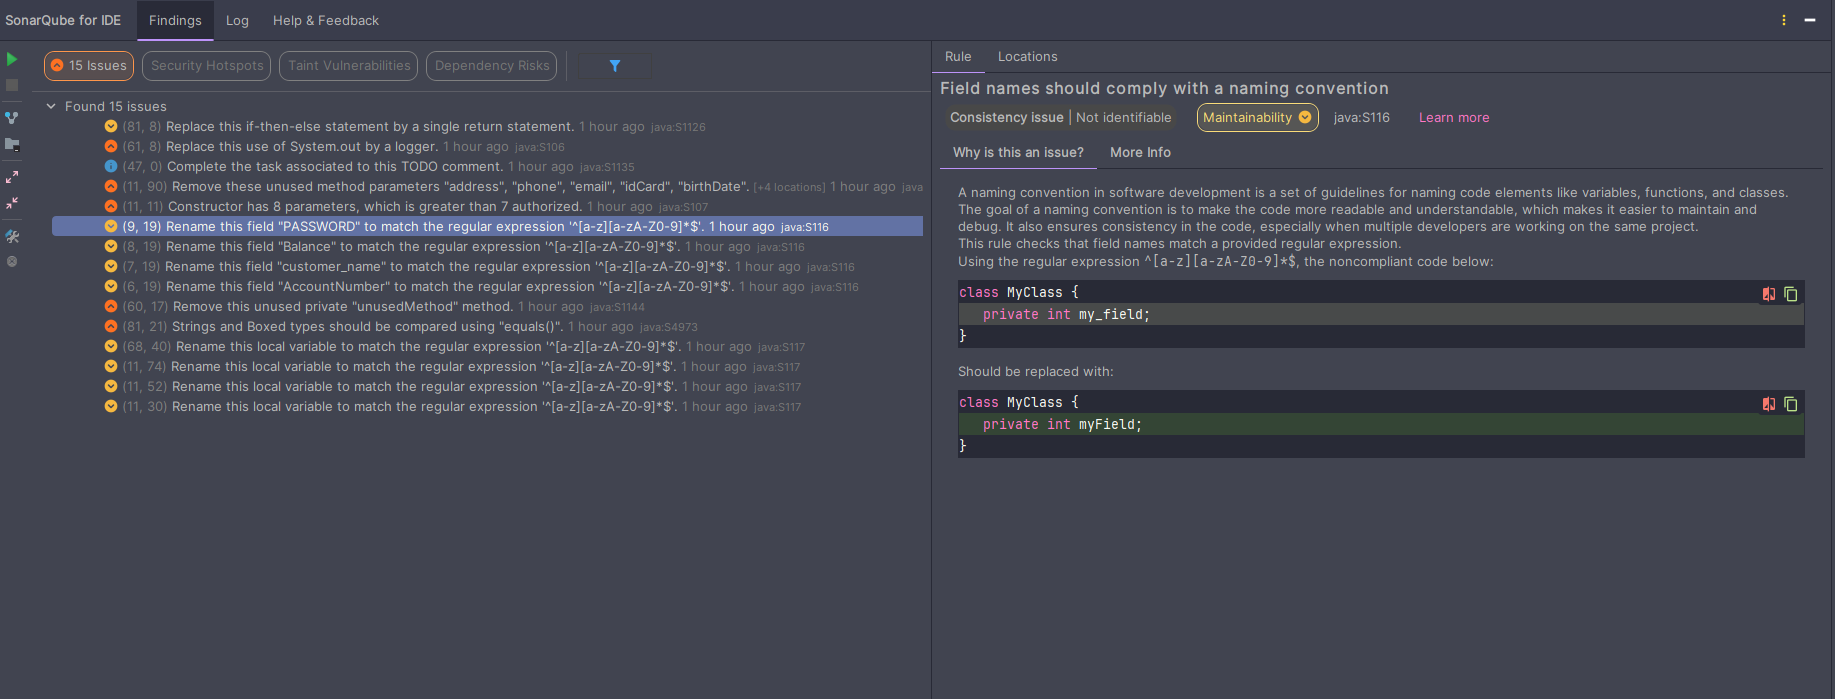 SonarQube for IDE Findings Log Help & Feedback
15 Issues Security Hotspots Taint Vulnerabilities Dependency Risks
Found 15 issues
(81, 8) Replace this if-then-else statement by a single return statement. 1 hour ago java:S1126
(61, 8) Replace this use of System.out by a logger. 1 hour ago java:S106
(47, 0) Complete the task associated to this TODO comment. 1 hour ago java:S1135
(11, 90) Remove these unused method parameters "address", "phone", "email", "idCard", "birthDate". [+4 locations] 1 hour ago java
(11, 11) Constructor has 8 parameters, which is greater than 7 authorized. 1 hour ago java:S107
(9, 19) Rename this field "PASSWORD" to match the regular expression '^[a-z][a-zA-Z0-9]*$'. 1 hour ago java:S116
(8, 19) Rename this field "Balance" to match the regular expression '^[a-z][a-zA-Z0-9]*$'. 1 hour ago java:S116
(7, 19) Rename this field "customer_name" to match the regular expression '^[a-z][a-zA-Z0-9]*$'. 1 hour ago java:S116
(6, 19) Rename this field "AccountNumber" to match the regular expression '^[a-z][a-zA-Z0-9]*$'. 1 hour ago java:S116
(60, 17) Remove this unused private "unusedMethod" method. 1 hour ago java:S1144
(81, 21) Strings and Boxed types should be compared using "equals()". 1 hour ago java:S4973
(68, 40) Rename this local variable to match the regular expression '^[a-z][a-zA-Z0-9]*$'. 1 hour ago java:S117
(11, 74) Rename this local variable to match the regular expression '^[a-z][a-zA-Z0-9]*$'. 1 hour ago java:S117
(11, 52) Rename this local variable to match the regular expression '^[a-z][a-zA-Z0-9]*$'. 1 hour ago java:S117
(11, 30) Rename this local variable to match the regular expression '^[a-z][a-zA-Z0-9]*$'. 1 hour ago java:S117
Rule Locations
Field names should comply with a naming convention
Consistency issue | Not identifiable Maintainability java:S116 Learn more
Why is this an issue? More Info
A naming convention in software development is a set of guidelines for naming code elements like variables, functions, and classes.
The goal of a naming convention is to make the code more readable and understandable, which makes it easier to maintain and
debug. It also ensures consistency in the code, especially when multiple developers are working on the same project.
This rule checks that field names match a provided regular expression.
Using the regular expression ^[a-z][a-zA-Z0-9]*$, the noncompliant code below:
class MyClass {
private int my_field;
}
Should be replaced with:
class MyClass {
private int myField;
}